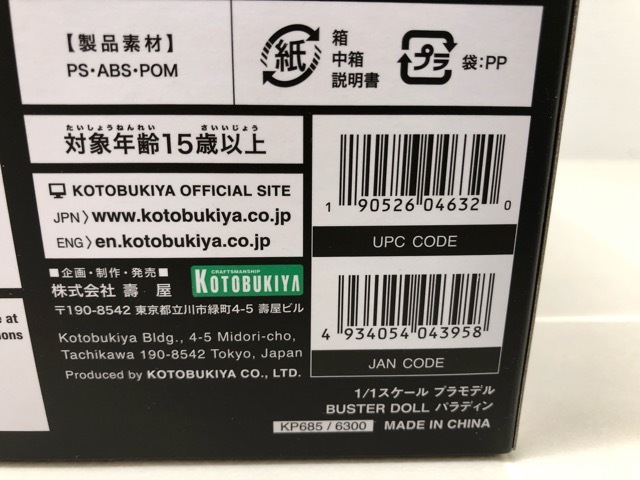 【製品素材】
PS・ABS・POM
紙
箱
中箱
説明書
プラ
袋:PP
たいしょうねんれい さいいじょう
対象年齢15歳以上
KOTOBUKIYA OFFICIAL SITE
JPN〉www.kotobukiya.co.jp
ENG〉en.kotobukiya.co.jp
■企画・制作・発売■
株式会社 壽 屋
CRAFTSMANSHIP
KOTOBUKIYA
〒190-8542 東京都立川市緑町4-5 壽屋ビル
Kotobukiya Bldg., 4-5 Midori-cho,
Tachikawa 190-8542 Tokyo, Japan
Produced by KOTOBUKIYA CO., LTD.
1 90526 04632 0
UPC CODE
4 934054 043958
JAN CODE
1/1スケール プラモデル
BUSTER DOLL パラディン
KP685 / 6300 MADE IN CHINA
e at
ions